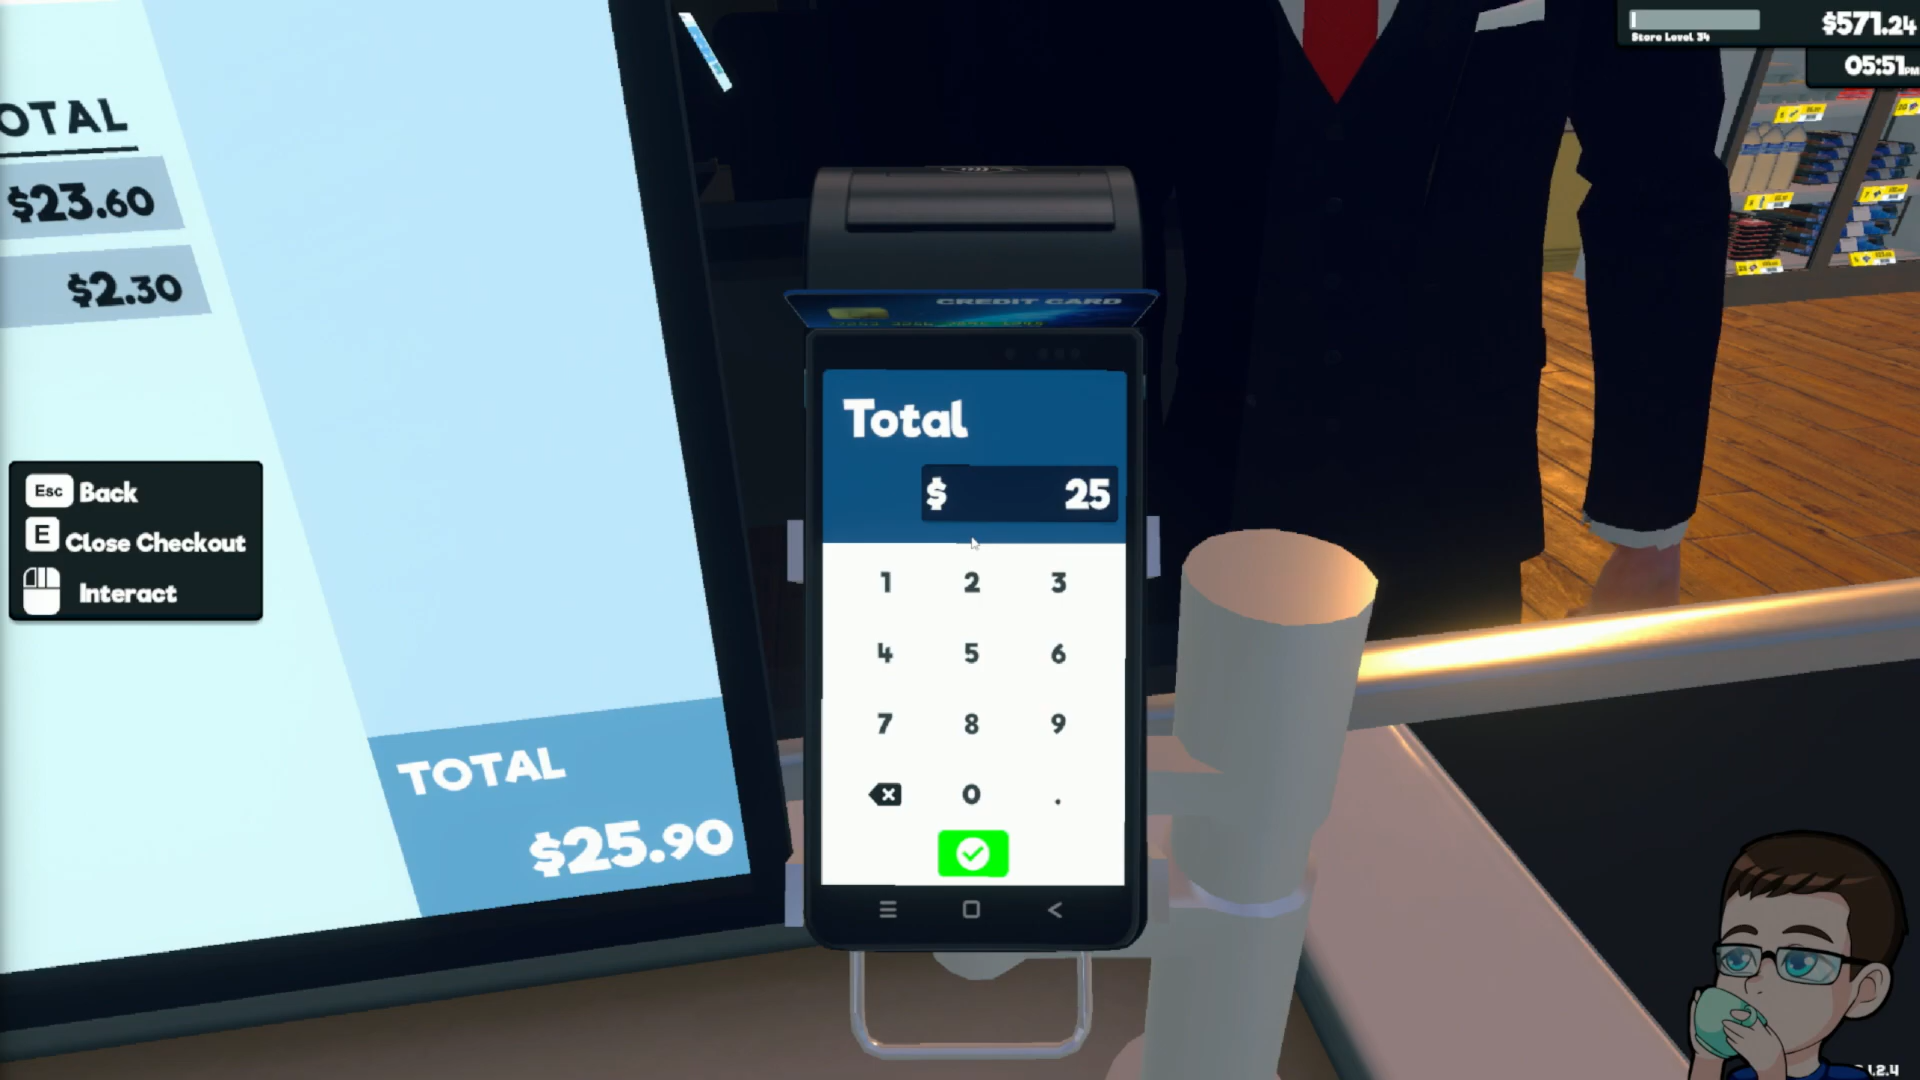 OTAL
$23.60
$2.30
TOTAL
$25.90
Esc Back
E Close Checkout
Interact
CREDIT CARD
Total
$ 25
1 2 3
4 5 6
7 8 9
0 .
Store Level 34
$571.24
05:51PM